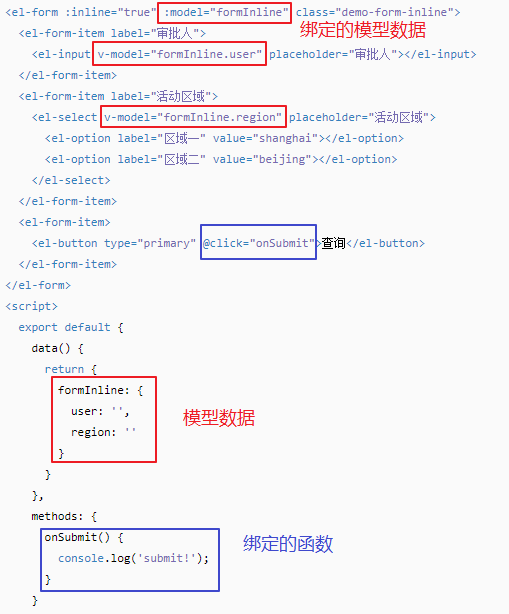 <el-form :inline="true" :model="formInline" class="demo-form-inline">
绑定的模型数据
<el-form-item label="审批人">
<el-input v-model="formInline.user" placeholder="审批人"></el-input>
</el-form-item>
<el-form-item label="活动区域">
<el-select v-model="formInline.region" placeholder="活动区域">
<el-option label="区域一" value="shanghai"></el-option>
<el-option label="区域二" value="beijing"></el-option>
</el-select>
</el-form-item>
<el-form-item>
<el-button type="primary" @click="onSubmit">查询</el-button>
</el-form-item>
</el-form>
<script>
export default {
data() {
return {
formInline: {
user: '',
模型数据
region: ''
}
}
},
methods: {
onSubmit() {
绑定的函数
console.log('submit!');
}
}